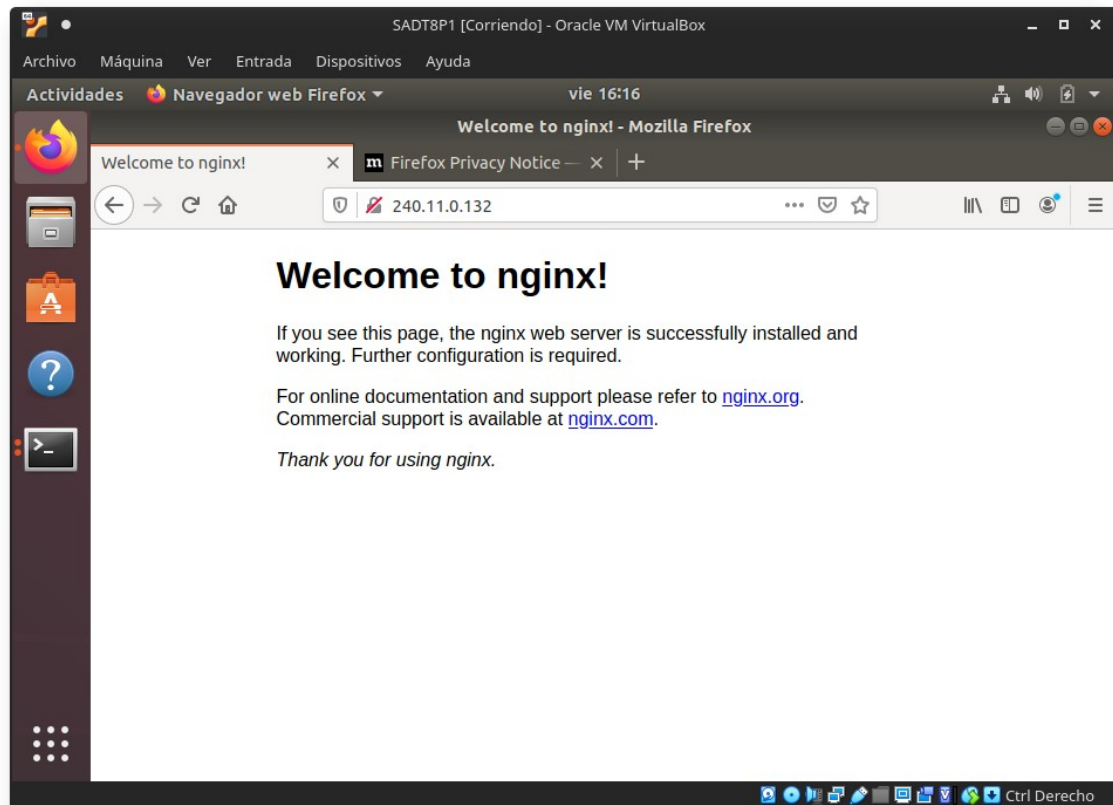 SADT8P1 [Corriendo] - Oracle VM VirtualBox
Archivo Máquina Ver Entrada Dispositivos Ayuda
Actividades Navegador web Firefox vie 16:16
Welcome to nginx! - Mozilla Firefox
Welcome to nginx! m Firefox Privacy Notice —
240.11.0.132
Welcome to nginx!
If you see this page, the nginx web server is successfully installed and
working. Further configuration is required.
For online documentation and support please refer to nginx.org.
Commercial support is available at nginx.com.
Thank you for using nginx.
Ctrl Derecho